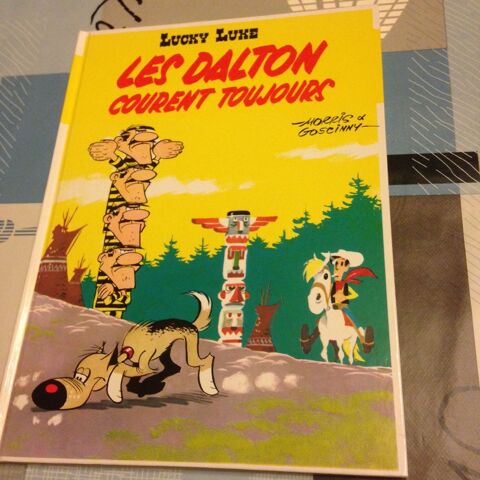 LUCKY LUKE
LES DALTON
COURENT TOUJOURS
MORRIS &
GOSCINNY